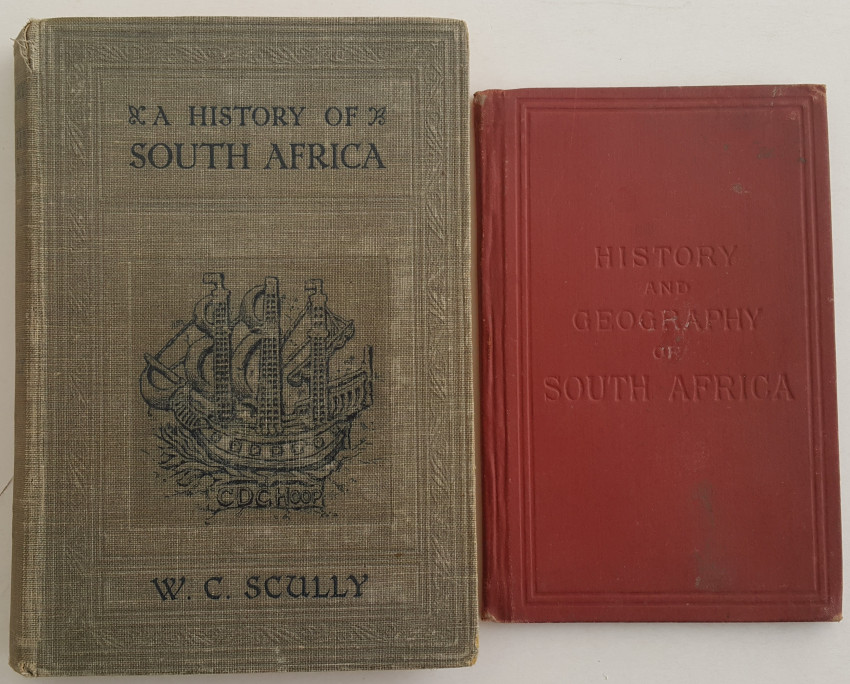 A HISTORY OF
SOUTH AFRICA
C D G HOOP
W. C. SCULLY
HISTORY
AND
GEOGRAPHY
OF
SOUTH AFRICA